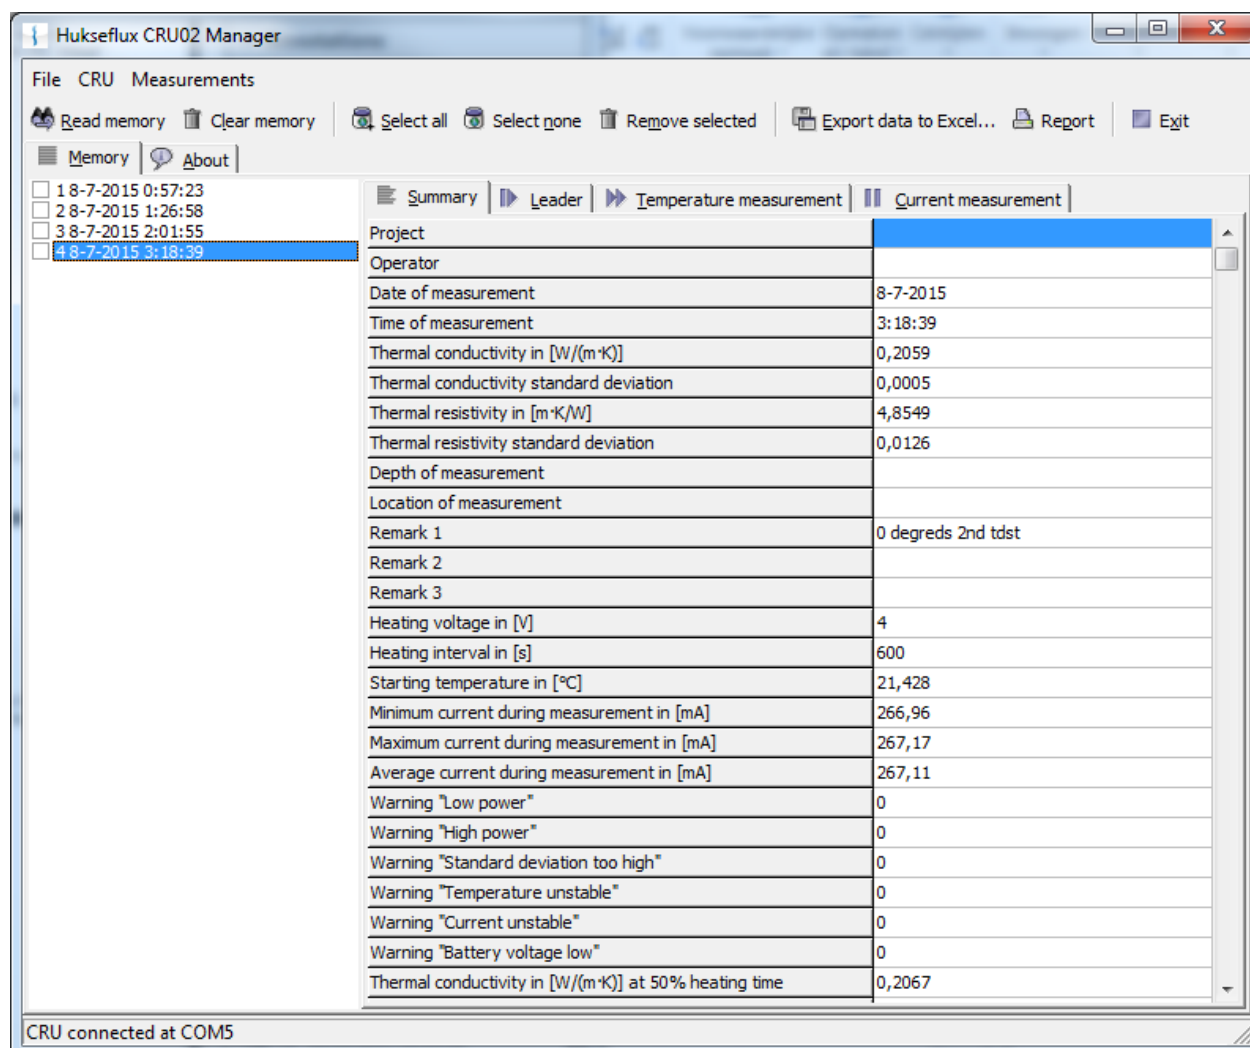 Hukseflux CRU02 Manager
File CRU Measurements
Read memory Clear memory Select all Select none Remove selected Export data to Excel... Report Exit
Memory About
1 8-7-2015 0:57:23
2 8-7-2015 1:26:58
3 8-7-2015 2:01:55
4 8-7-2015 3:18:39
Summary Leader Temperature measurement Current measurement
Project
Operator
Date of measurement 8-7-2015
Time of measurement 3:18:39
Thermal conductivity in [W/(m·K)] 0,2059
Thermal conductivity standard deviation 0,0005
Thermal resistivity in [m·K/W] 4,8549
Thermal resistivity standard deviation 0,0126
Depth of measurement
Location of measurement
Remark 1 0 degreds 2nd tdst
Remark 2
Remark 3
Heating voltage in [V] 4
Heating interval in [s] 600
Starting temperature in [°C] 21,428
Minimum current during measurement in [mA] 266,96
Maximum current during measurement in [mA] 267,17
Average current during measurement in [mA] 267,11
Warning "Low power" 0
Warning "High power" 0
Warning "Standard deviation too high" 0
Warning "Temperature unstable" 0
Warning "Current unstable" 0
Warning "Battery voltage low" 0
Thermal conductivity in [W/(m·K)] at 50% heating time 0,2067
CRU connected at COM5